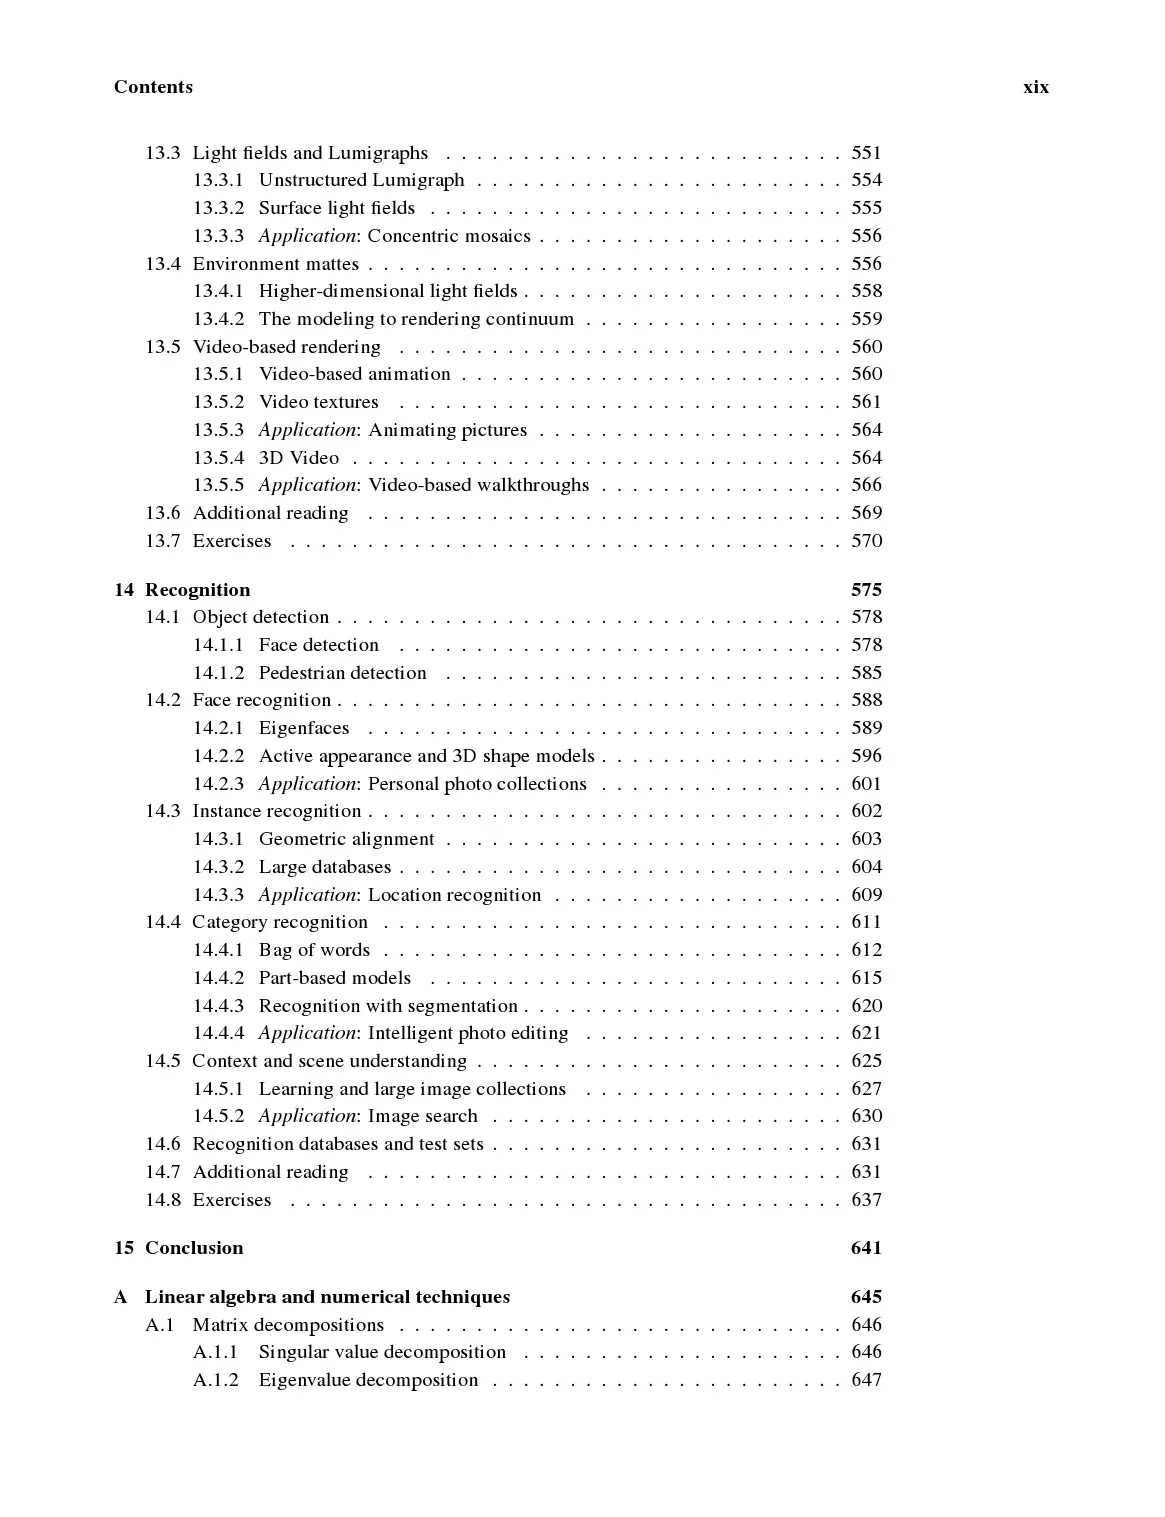 Contents xix
13.3 Light fields and Lumigraphs . . . . . . . . . . . . . . . . . . . . . . . . . . 551
13.3.1 Unstructured Lumigraph . . . . . . . . . . . . . . . . . . . . . . . . 554
13.3.2 Surface light fields . . . . . . . . . . . . . . . . . . . . . . . . . . . 555
13.3.3 Application: Concentric mosaics . . . . . . . . . . . . . . . . . . . . 556
13.4 Environment mattes . . . . . . . . . . . . . . . . . . . . . . . . . . . . . . . 556
13.4.1 Higher-dimensional light fields . . . . . . . . . . . . . . . . . . . . . 558
13.4.2 The modeling to rendering continuum . . . . . . . . . . . . . . . . . 559
13.5 Video-based rendering . . . . . . . . . . . . . . . . . . . . . . . . . . . . . 560
13.5.1 Video-based animation . . . . . . . . . . . . . . . . . . . . . . . . . 560
13.5.2 Video textures . . . . . . . . . . . . . . . . . . . . . . . . . . . . . 561
13.5.3 Application: Animating pictures . . . . . . . . . . . . . . . . . . . . 564
13.5.4 3D Video . . . . . . . . . . . . . . . . . . . . . . . . . . . . . . . . 564
13.5.5 Application: Video-based walkthroughs . . . . . . . . . . . . . . . . 566
13.6 Additional reading . . . . . . . . . . . . . . . . . . . . . . . . . . . . . . . 569
13.7 Exercises . . . . . . . . . . . . . . . . . . . . . . . . . . . . . . . . . . . . 570
14 Recognition 575
14.1 Object detection . . . . . . . . . . . . . . . . . . . . . . . . . . . . . . . . . 578
14.1.1 Face detection . . . . . . . . . . . . . . . . . . . . . . . . . . . . . 578
14.1.2 Pedestrian detection . . . . . . . . . . . . . . . . . . . . . . . . . . 585
14.2 Face recognition . . . . . . . . . . . . . . . . . . . . . . . . . . . . . . . . . 588
14.2.1 Eigenfaces . . . . . . . . . . . . . . . . . . . . . . . . . . . . . . . 589
14.2.2 Active appearance and 3D shape models . . . . . . . . . . . . . . . . 596
14.2.3 Application: Personal photo collections . . . . . . . . . . . . . . . . 601
14.3 Instance recognition . . . . . . . . . . . . . . . . . . . . . . . . . . . . . . . 602
14.3.1 Geometric alignment . . . . . . . . . . . . . . . . . . . . . . . . . . 603
14.3.2 Large databases . . . . . . . . . . . . . . . . . . . . . . . . . . . . . 604
14.3.3 Application: Location recognition . . . . . . . . . . . . . . . . . . . 609
14.4 Category recognition . . . . . . . . . . . . . . . . . . . . . . . . . . . . . . 611
14.4.1 Bag of words . . . . . . . . . . . . . . . . . . . . . . . . . . . . . . 612
14.4.2 Part-based models . . . . . . . . . . . . . . . . . . . . . . . . . . . 615
14.4.3 Recognition with segmentation . . . . . . . . . . . . . . . . . . . . . 620
14.4.4 Application: Intelligent photo editing . . . . . . . . . . . . . . . . . 621
14.5 Context and scene understanding . . . . . . . . . . . . . . . . . . . . . . . . 625
14.5.1 Learning and large image collections . . . . . . . . . . . . . . . . . 627
14.5.2 Application: Image search . . . . . . . . . . . . . . . . . . . . . . . 630
14.6 Recognition databases and test sets . . . . . . . . . . . . . . . . . . . . . . . 631
14.7 Additional reading . . . . . . . . . . . . . . . . . . . . . . . . . . . . . . . 631
14.8 Exercises . . . . . . . . . . . . . . . . . . . . . . . . . . . . . . . . . . . . 637
15 Conclusion 641
A Linear algebra and numerical techniques 645
A.1 Matrix decompositions . . . . . . . . . . . . . . . . . . . . . . . . . . . . . 646
A.1.1 Singular value decomposition . . . . . . . . . . . . . . . . . . . . . 646
A.1.2 Eigenvalue decomposition . . . . . . . . . . . . . . . . . . . . . . . 647